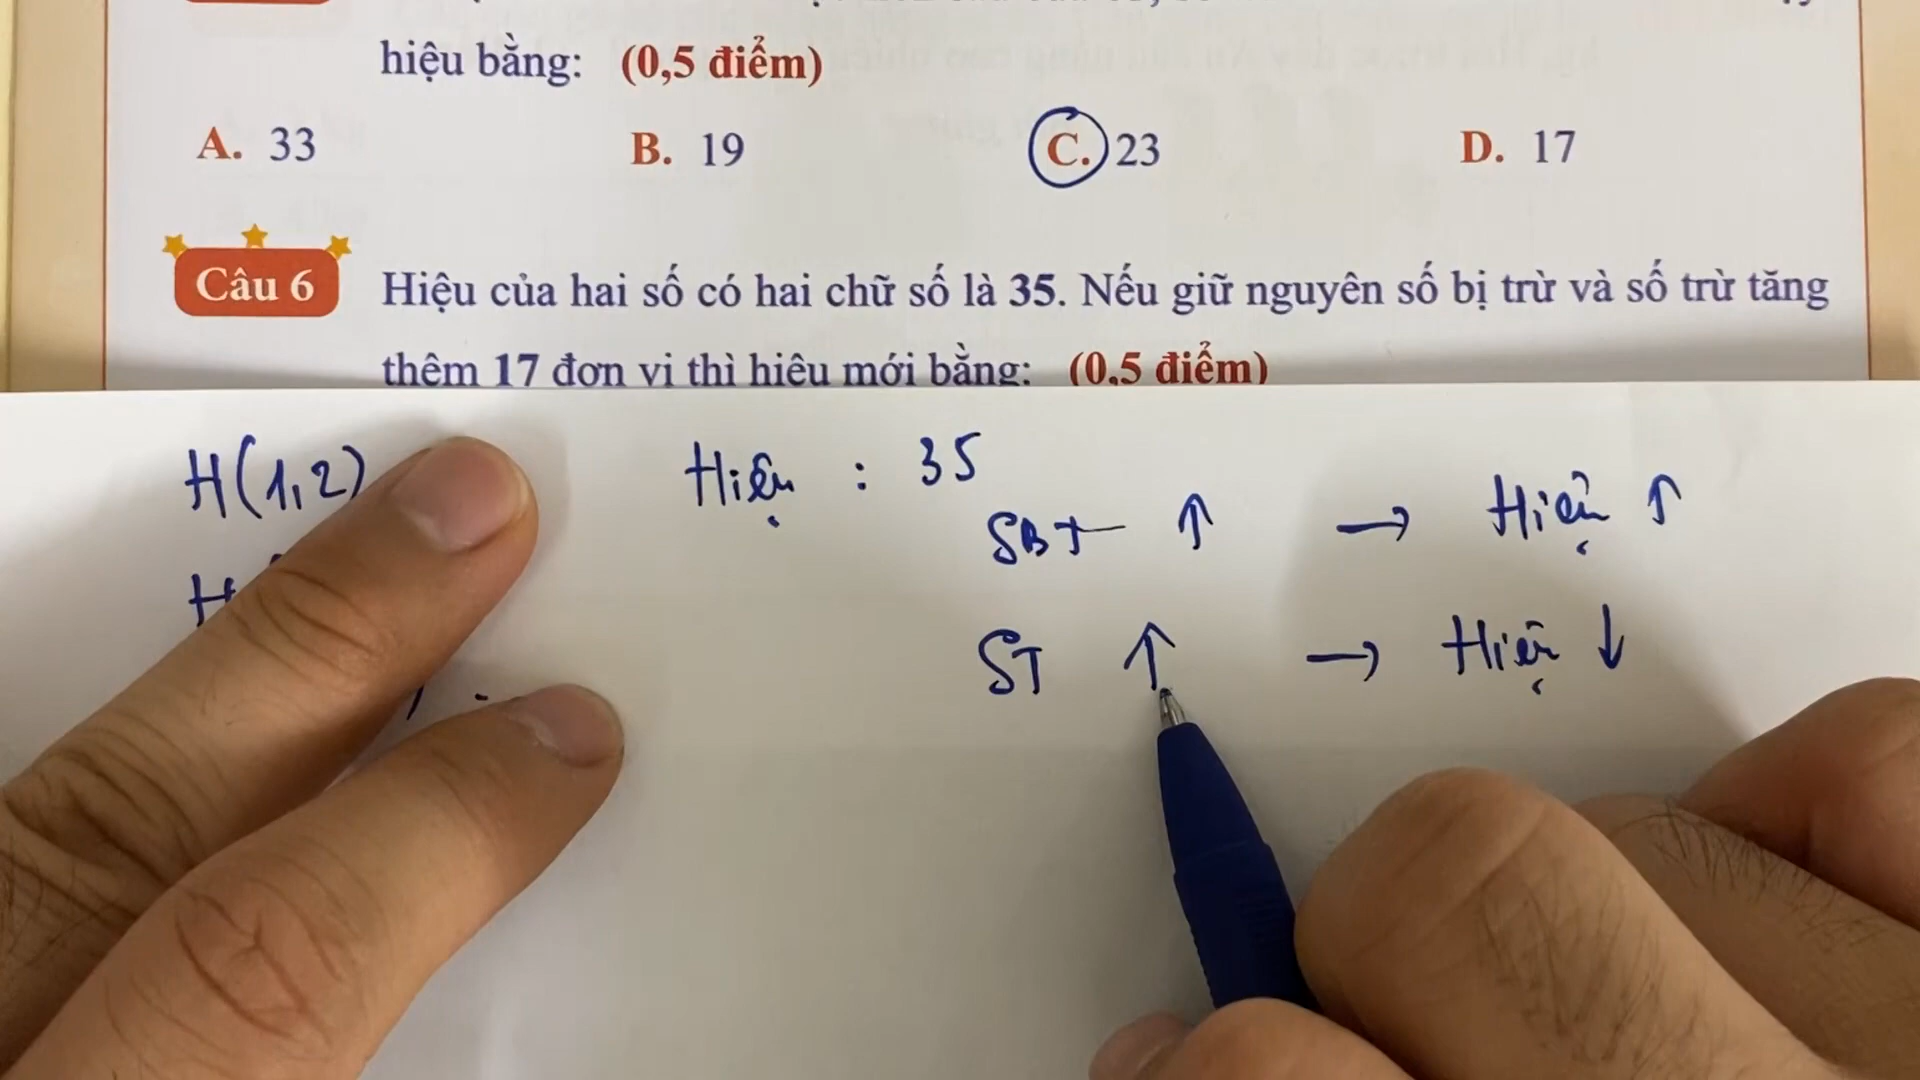 hiệu bằng: (0,5 điểm)
A. 33 B. 19 C. 23 D. 17
Câu 6 Hiệu của hai số có hai chữ số là 35. Nếu giữ nguyên số bị trừ và số trừ tăng
thêm 17 đơn vị thì hiệu mới bằng: (0,5 điểm)
H(1,2) Hiệu : 35
SBT ↑ → Hiệu ↑
H
ST ↑ → Hiệu ↓